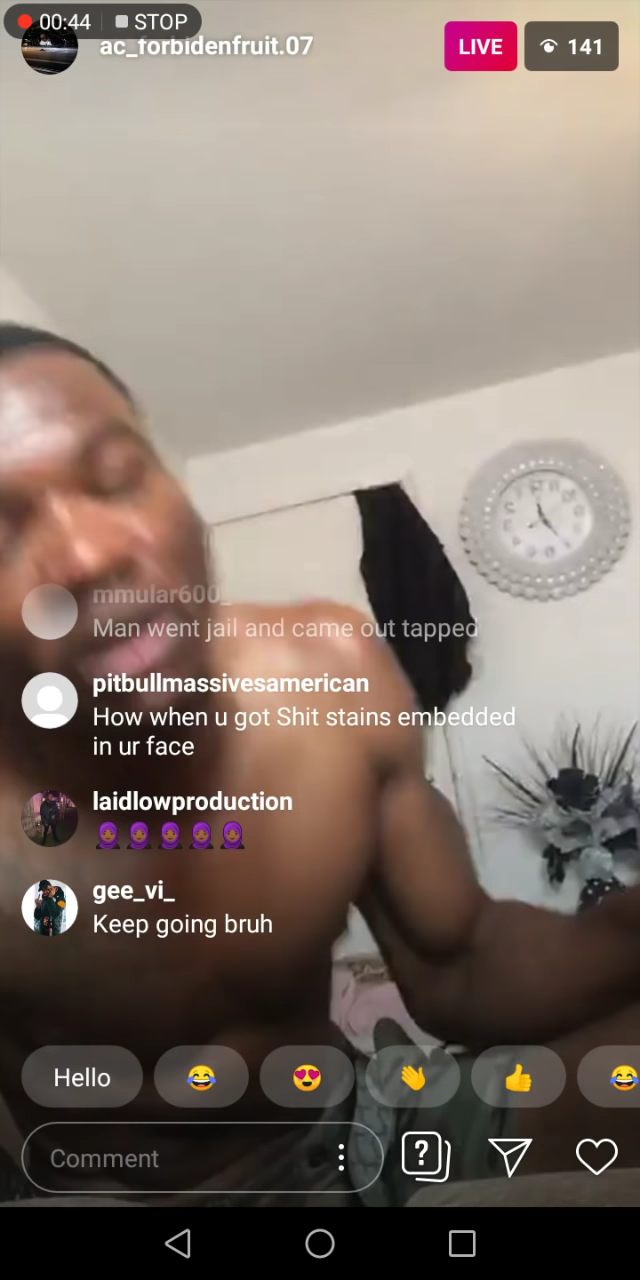 00:44 STOP
ac_forbidenfruit.07
LIVE 141
mmular600_
Man went jail and came out tapped
pitbullmassivesamerican
How when u got Shit stains embedded
in ur face
laidlowproduction
🧕🏾🧕🏾🧕🏾🧕🏾🧕🏾
gee_vi_
Keep going bruh
Hello 😂 😍 👋 👍 😂
Comment